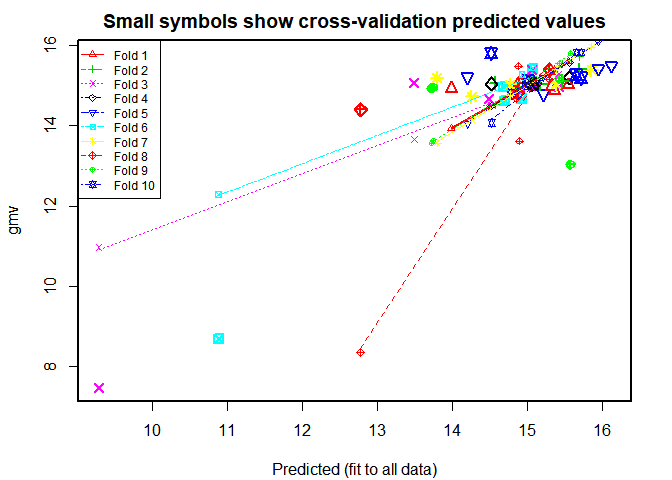 Small symbols show cross-validation predicted values
16
14
12
10
8
gmv
Fold 1
Fold 2
Fold 3
Fold 4
Fold 5
Fold 6
Fold 7
Fold 8
Fold 9
Fold 10
10 11 12 13 14 15 16
Predicted (fit to all data)